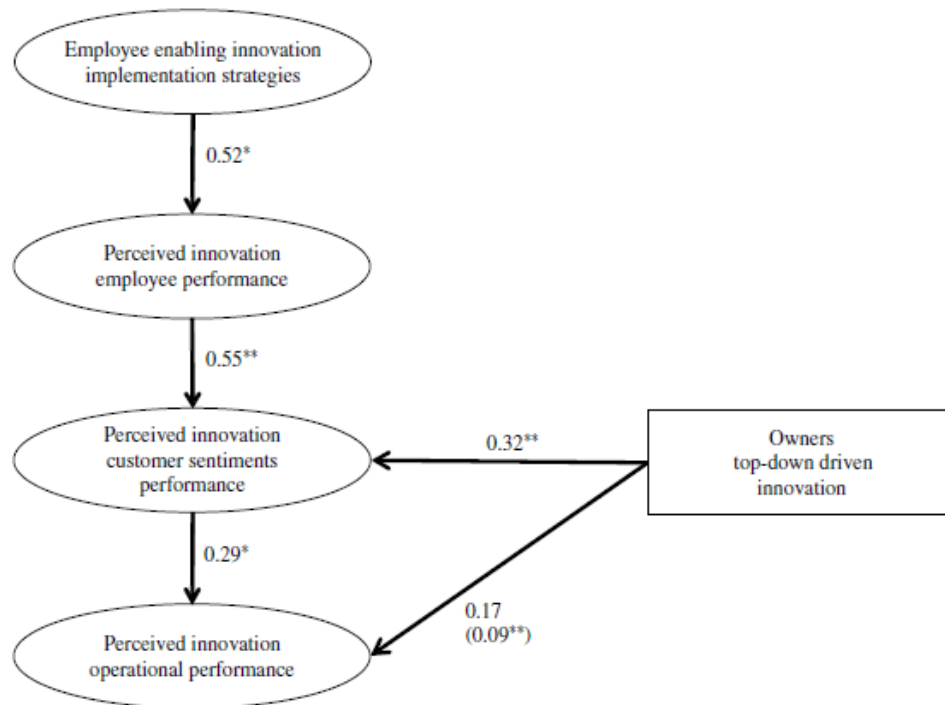 Employee enabling innovation
implementation strategies
0.52*
Perceived innovation
employee performance
0.55**
Perceived innovation
customer sentiments
performance
0.32**
Owners
top-down driven
innovation
0.29*
0.17
(0.09**)
Perceived innovation
operational performance